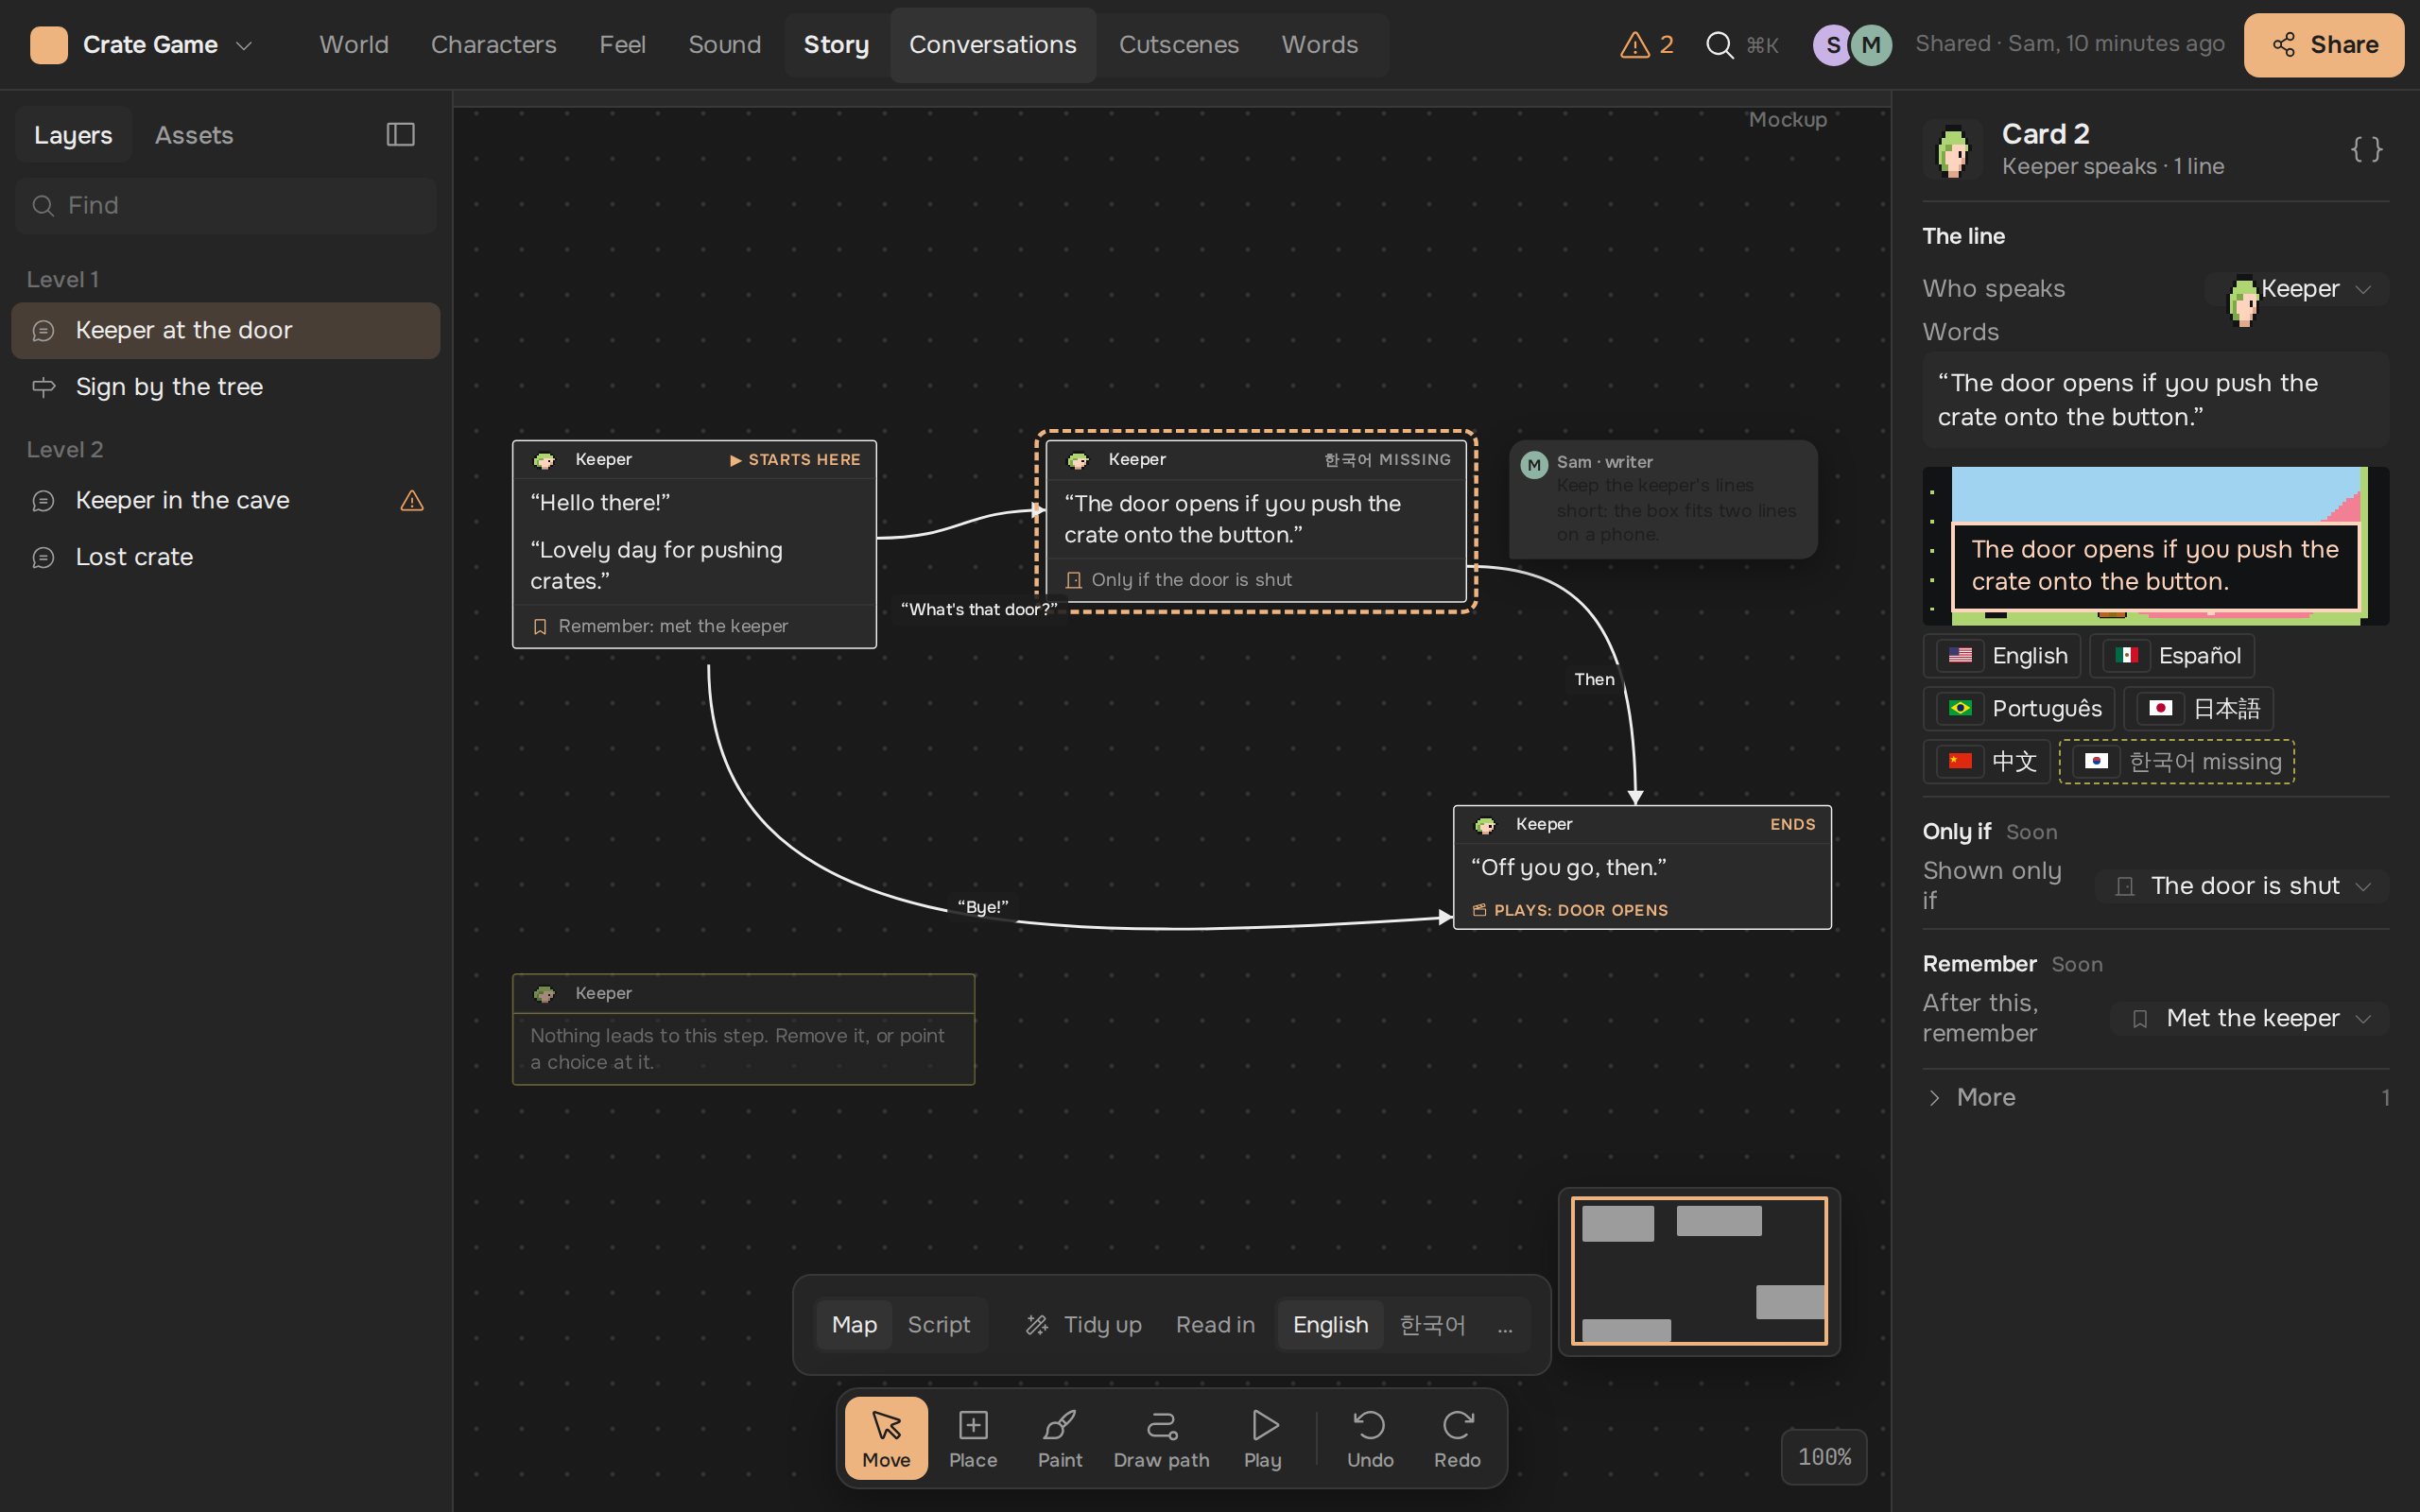 Crate Game
World
Characters
Feel
Sound
Story
Conversations
Cutscenes
Words
2
⌘K
S
M
Shared · Sam, 10 minutes ago
Share
Layers
Assets
Find
Level 1
Keeper at the door
Sign by the tree
Level 2
Keeper in the cave
Lost crate
Mockup
Keeper
▶ STARTS HERE
“Hello there!”
“Lovely day for pushing
crates.”
Remember: met the keeper
“What's that door?”
Keeper
한국어 MISSING
“The door opens if you push the
crate onto the button.”
Only if the door is shut
M
Sam · writer
Keep the keeper's lines
short: the box fits two lines
on a phone.
Then
“Bye!”
Keeper
ENDS
“Off you go, then.”
PLAYS: DOOR OPENS
Keeper
Nothing leads to this step. Remove it, or point
a choice at it.
Map
Script
Tidy up
Read in
English
한국어
...
Move
Place
Paint
Draw path
Play
Undo
Redo
100%
Card 2
Keeper speaks · 1 line
{ }
The line
Who speaks
Keeper
Words
“The door opens if you push the
crate onto the button.”
The door opens if you push the
crate onto the button.
English
Español
Português
日本語
中文
한국어 missing
Only if Soon
Shown only
if
The door is shut
Remember Soon
After this,
remember
Met the keeper
More
1